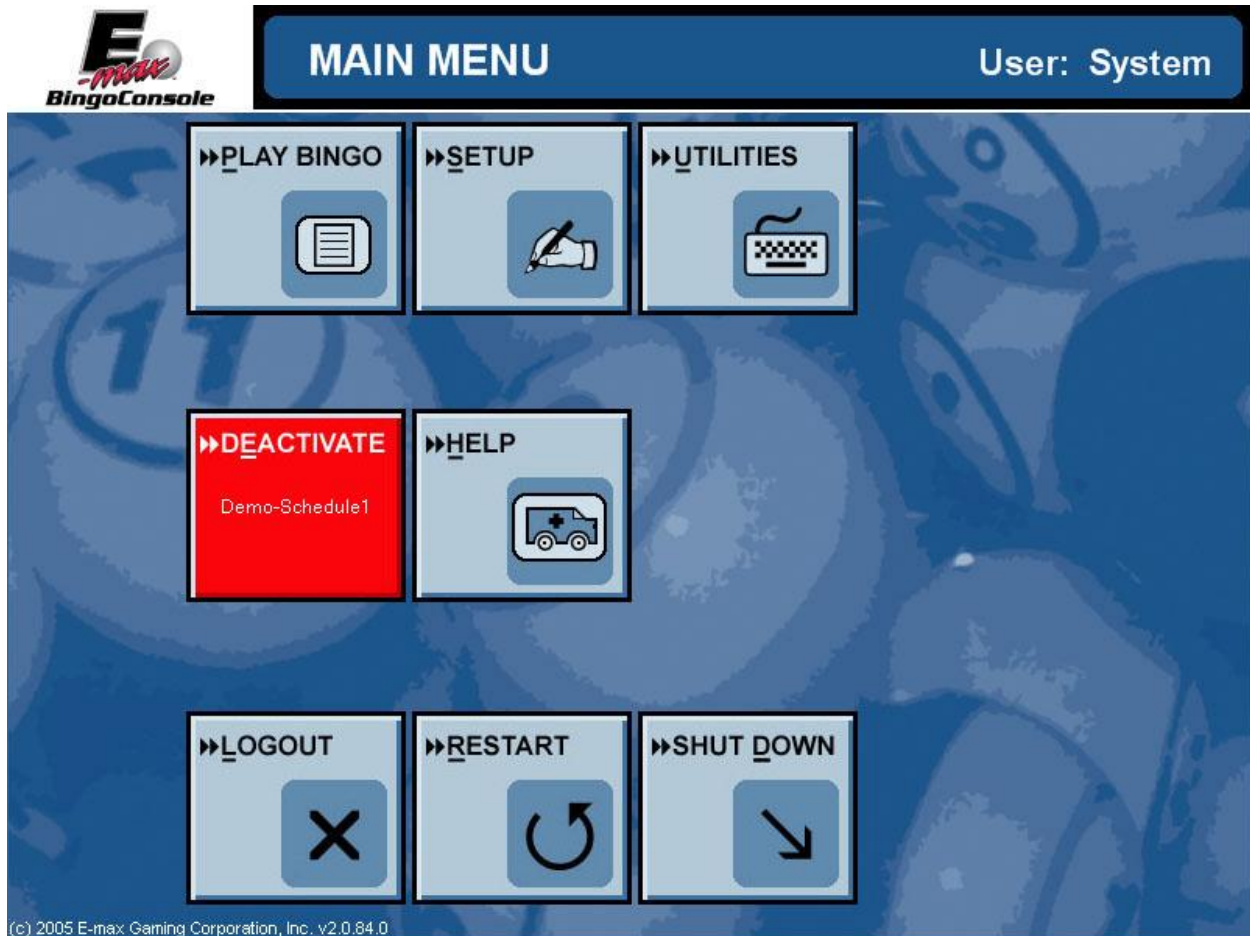 E-max
BingoConsole
MAIN MENU
User: System
PLAY BINGO
SETUP
UTILITIES
11
DEACTIVATE
Demo-Schedule1
HELP
LOGOUT
RESTART
SHUT DOWN
(c) 2005 E-max Gaming Corporation, Inc. v2.0.84.0